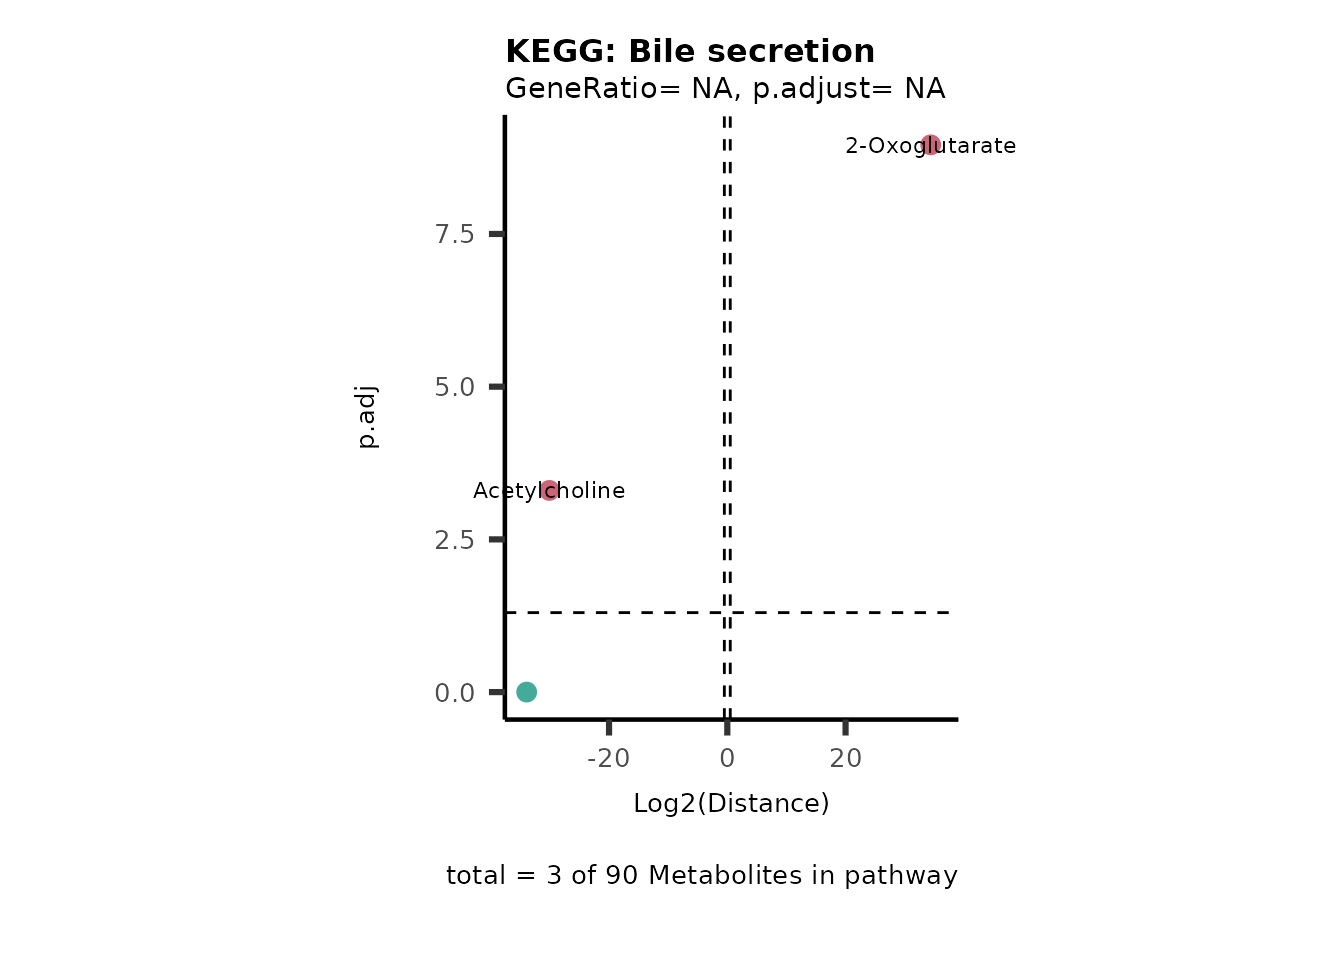 KEGG: Bile secretion
GeneRatio= NA, p.adjust= NA
2-Oxoglutarate
7.5
5.0
p.adj
Acetylcholine
2.5
0.0
-20 0 20
Log2(Distance)
total = 3 of 90 Metabolites in pathway